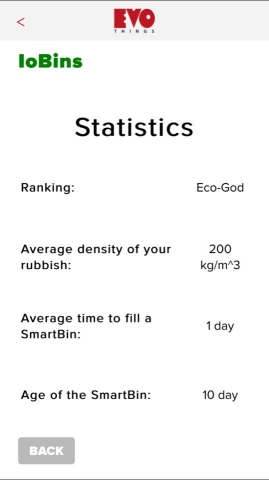 <
EVO
THINGS
IoBins
Statistics
Ranking: Eco-God
Average density of your
rubbish:
200
kg/m^3
Average time to fill a
SmartBin:
1 day
Age of the SmartBin: 10 day
BACK